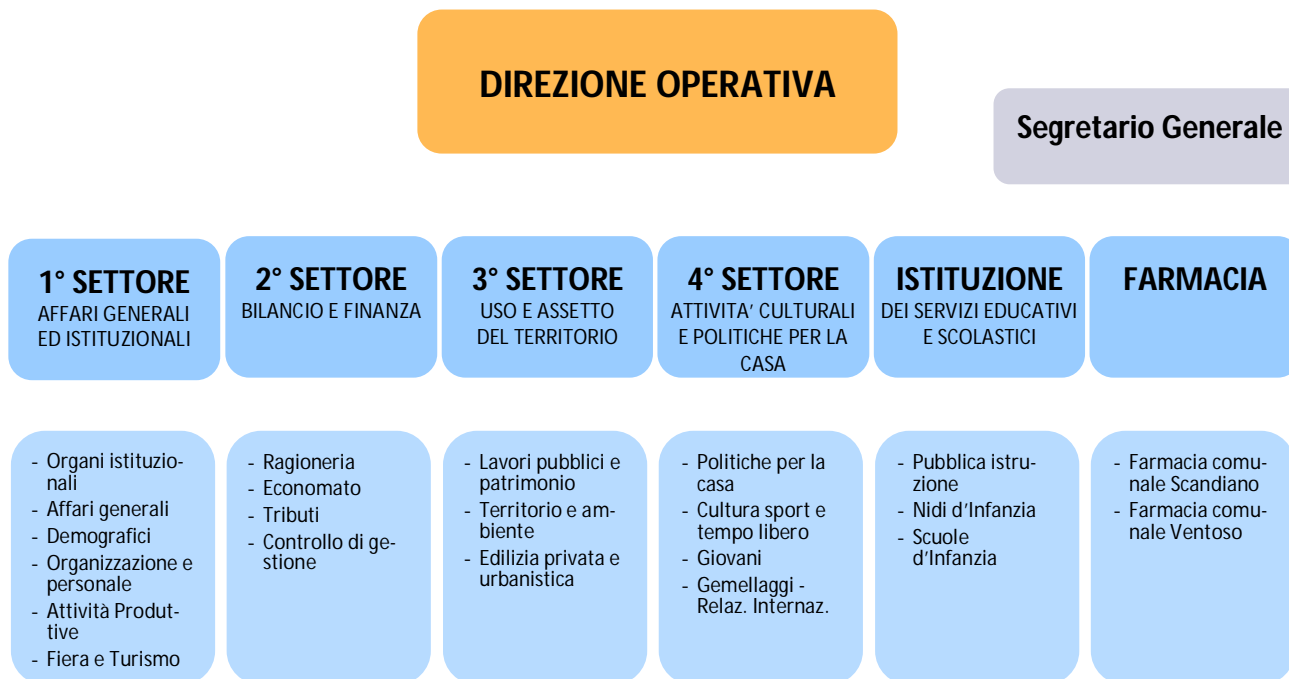 DIREZIONE OPERATIVA
Segretario Generale
1° SETTORE
AFFARI GENERALI
ED ISTITUZIONALI
2° SETTORE
BILANCIO E FINANZA
3° SETTORE
USO E ASSETTO
DEL TERRITORIO
4° SETTORE
ATTIVITA’ CULTURALI
E POLITICHE PER LA
CASA
ISTITUZIONE
DEI SERVIZI EDUCATIVI
E SCOLASTICI
FARMACIA
- Organi istituzio-
nali
- Affari generali
- Demografici
- Organizzazione e
personale
- Attività Produt-
tive
- Fiera e Turismo
- Ragioneria
- Economato
- Tributi
- Controllo di ge-
stione
- Lavori pubblici e
patrimonio
- Territorio e am-
biente
- Edilizia privata e
urbanistica
- Politiche per la
casa
- Cultura sport e
tempo libero
- Giovani
- Gemellaggi -
Relaz. Internaz.
- Pubblica istru-
zione
- Nidi d’Infanzia
- Scuole
d’Infanzia
- Farmacia comu-
nale Scandiano
- Farmacia comu-
nale Ventoso